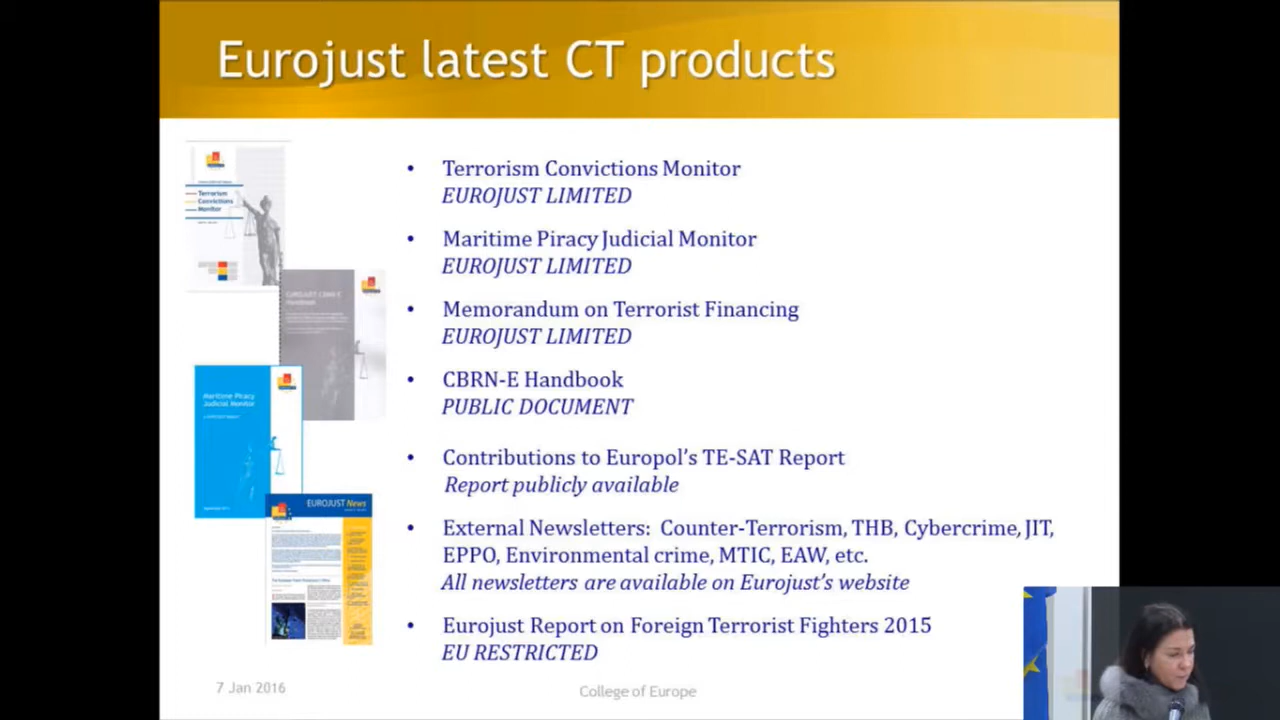 Eurojust latest CT products
Terrorism
Convictions
Monitor
Maritime Piracy
Judicial Monitor
EUROJUST News
• Terrorism Convictions Monitor
EUROJUST LIMITED
• Maritime Piracy Judicial Monitor
EUROJUST LIMITED
• Memorandum on Terrorist Financing
EUROJUST LIMITED
• CBRN-E Handbook
PUBLIC DOCUMENT
• Contributions to Europol's TE-SAT Report
Report publicly available
• External Newsletters: Counter-Terrorism, THB, Cybercrime, JIT,
EPPO, Environmental crime, MTIC, EAW, etc.
All newsletters are available on Eurojust's website
• Eurojust Report on Foreign Terrorist Fighters 2015
EU RESTRICTED
7 Jan 2016
College of Europe